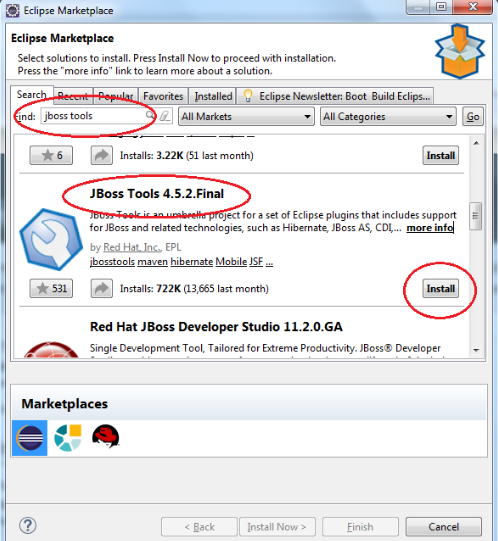 Eclipse Marketplace
Eclipse Marketplace
Select solutions to install. Press Install Now to proceed with installation.
Press the "more info" link to learn more about a solution.
Search Recent Popular Favorites Installed Eclipse Newsletter: Boot Build Eclips...
Find: jboss tools All Markets All Categories Go
6 Installs: 3.22K (51 last month) Install
JBoss Tools 4.5.2.Final
JBoss Tools is an umbrella project for a set of Eclipse plugins that includes support
for JBoss and related technologies, such as Hibernate, JBoss AS, CDI,... more info
by Red Hat, Inc., EPL
jbosstools maven hibernate Mobile JSF ...
531 Installs: 722K (13,665 last month) Install
Red Hat JBoss Developer Studio 11.2.0.GA
Single Development Tool, Tailored for Extreme Productivity. JBoss® Developer
Marketplaces
? < Back Install Now > Finish Cancel